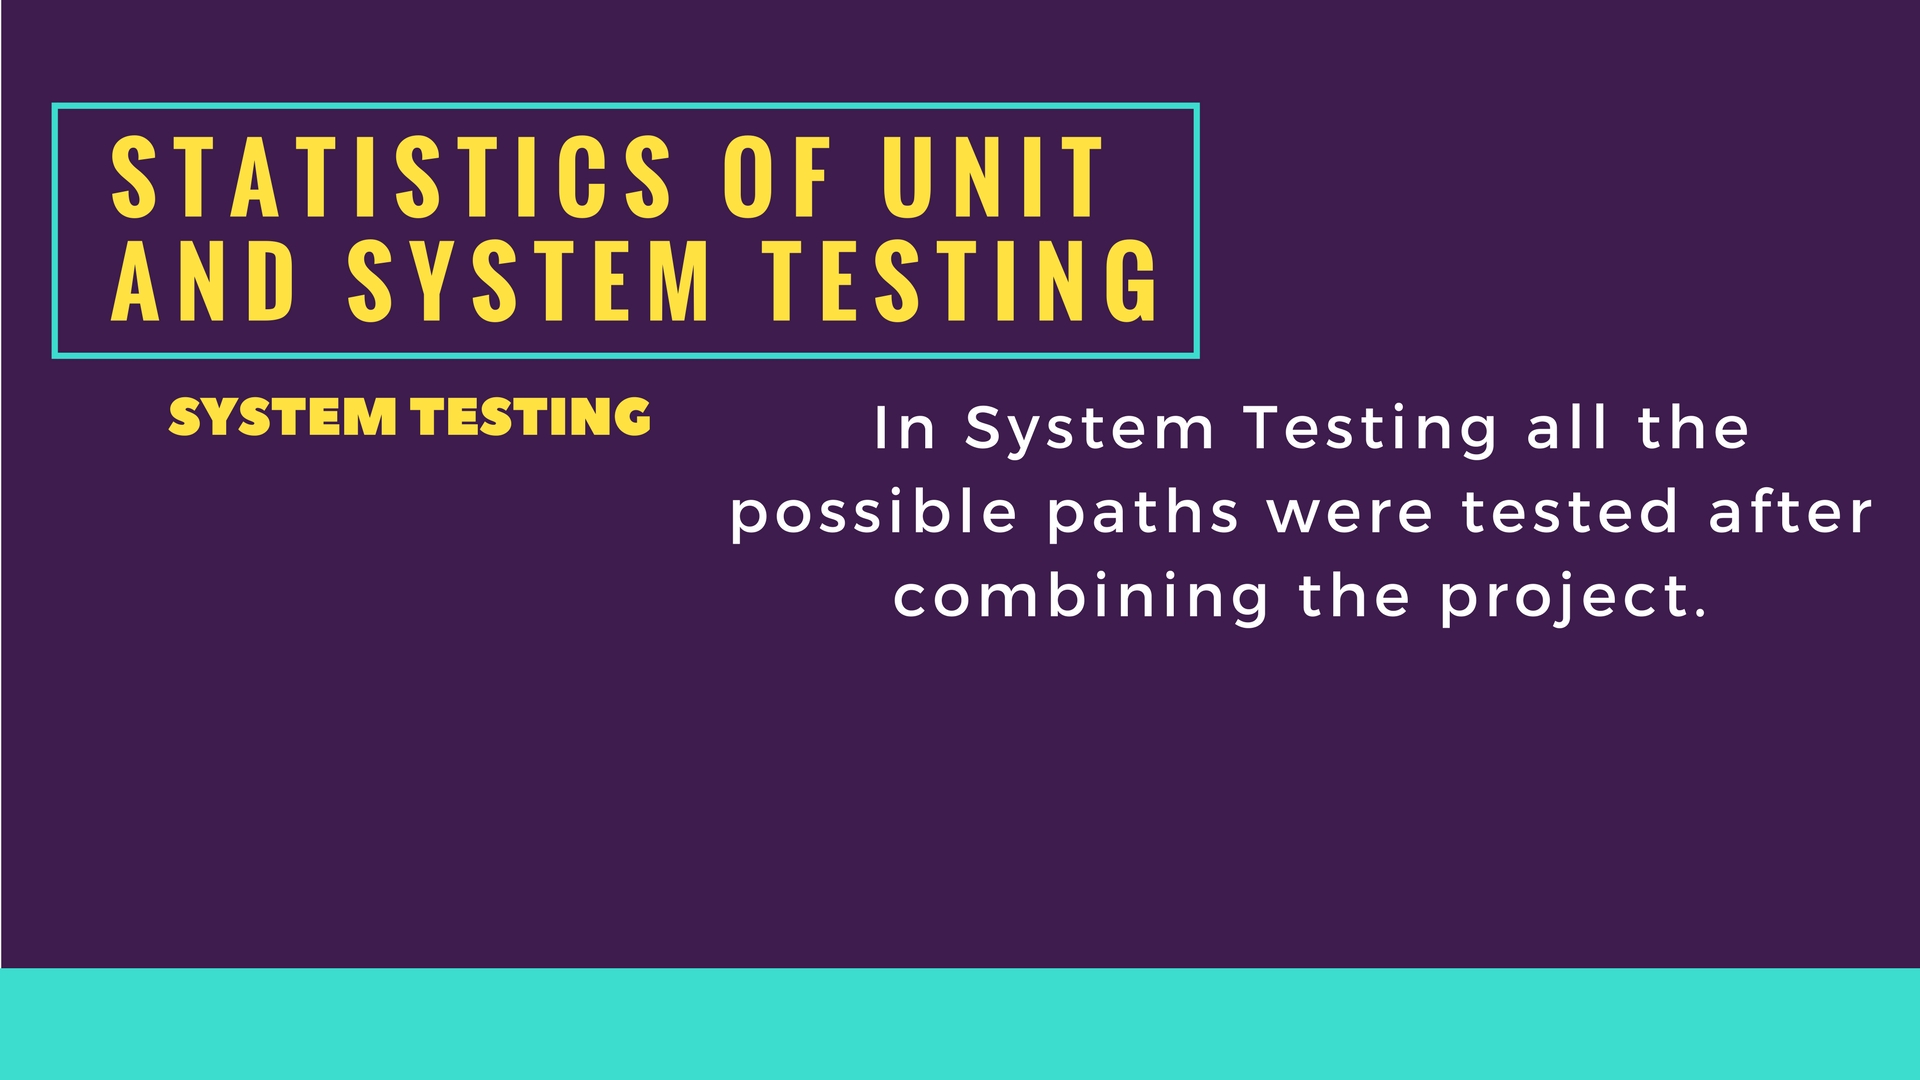 STATISTICS OF UNIT
AND SYSTEM TESTING
SYSTEM TESTING
In System Testing all the
possible paths were tested after
combining the project.